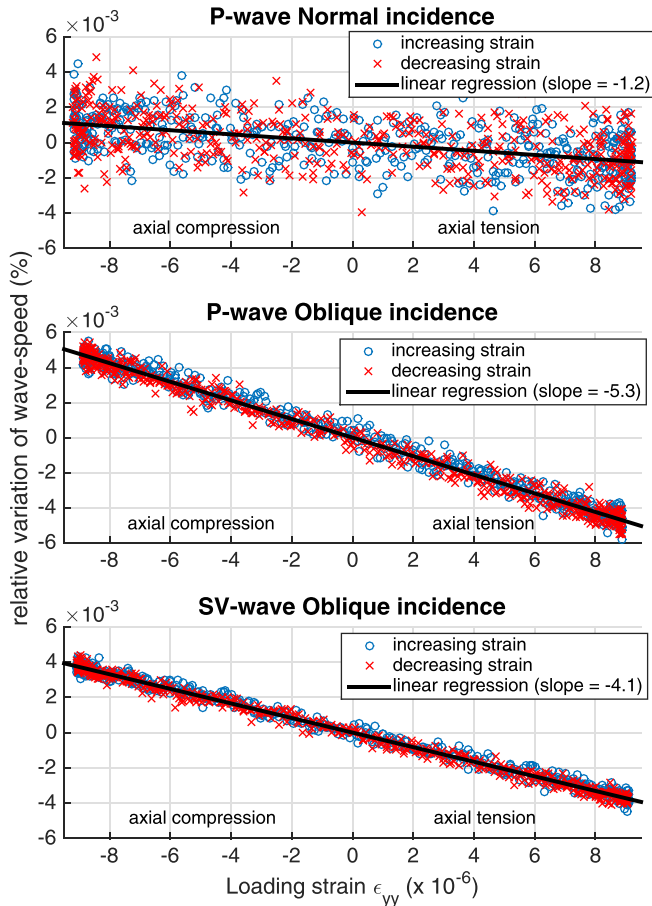 P-wave Normal incidence
×10⁻³
6
4
2
0
-2
-4
-6
increasing strain
decreasing strain
linear regression (slope = -1.2)
axial compression
axial tension
-8 -6 -4 -2 0 2 4 6 8
relative variation of wave-speed (%)
P-wave Oblique incidence
×10⁻³
6
4
2
0
-2
-4
-6
increasing strain
decreasing strain
linear regression (slope = -5.3)
axial compression
axial tension
-8 -6 -4 -2 0 2 4 6 8
SV-wave Oblique incidence
×10⁻³
6
4
2
0
-2
-4
-6
increasing strain
decreasing strain
linear regression (slope = -4.1)
axial compression
axial tension
-8 -6 -4 -2 0 2 4 6 8
Loading strain ϵyy (x 10⁻⁶)